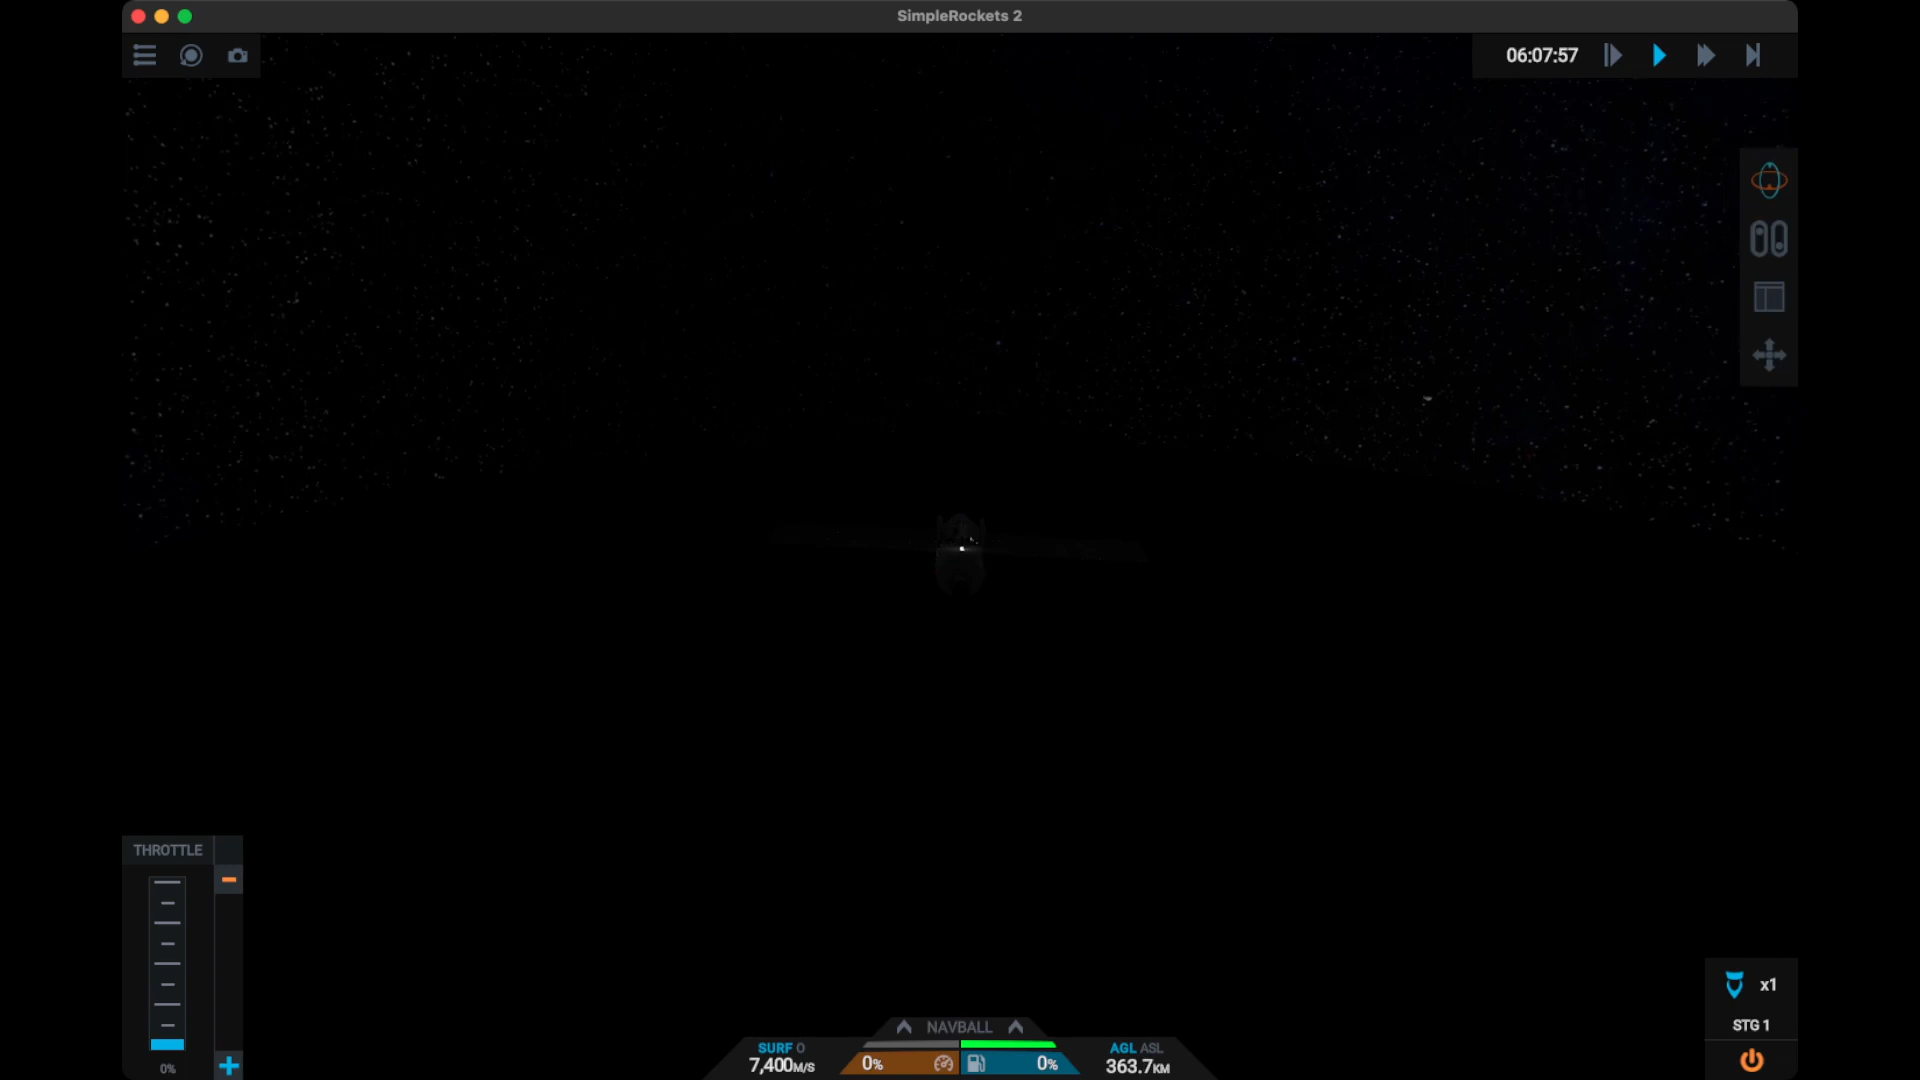 SimpleRockets 2
06:07:57
THROTTLE
0%
NAVBALL
SURF O
7,400M/S
0%
0%
AGL ASL
363.7KM
x1
STG 1